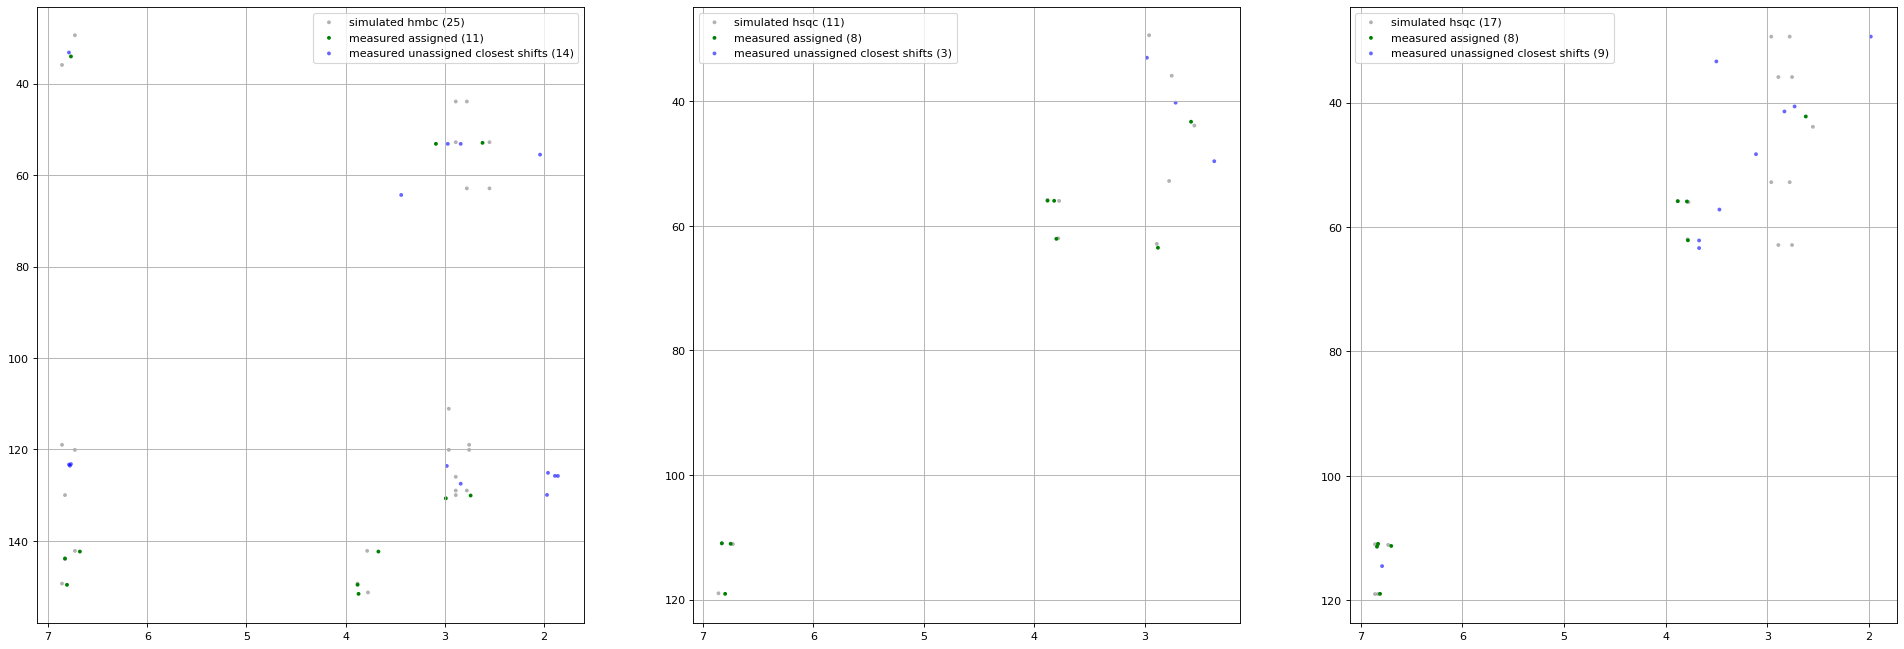 simulated hmbc (25)
measured assigned (11)
measured unassigned closest shifts (14)
40
60
80
100
120
140
7 6 5 4 3 2
simulated hsqc (11)
measured assigned (8)
measured unassigned closest shifts (3)
40
60
80
100
120
7 6 5 4 3
simulated hsqc (17)
measured assigned (8)
measured unassigned closest shifts (9)
40
60
80
100
120
7 6 5 4 3 2